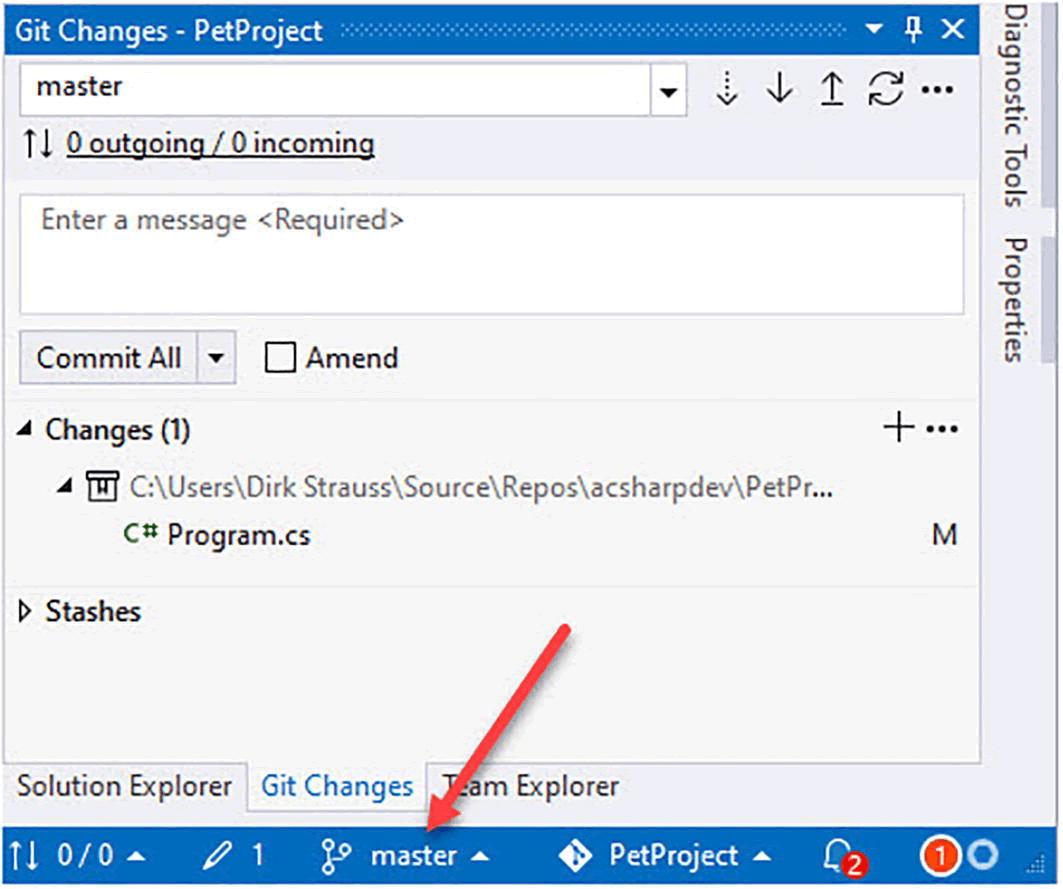 Git Changes - PetProject
master
0 outgoing / 0 incoming
Enter a message <Required>
Commit All
Amend
Changes (1)
C:\Users\Dirk Strauss\Source\Repos\acsharpdev\PetPr...
C# Program.cs M
Stashes
Solution Explorer Git Changes Team Explorer
0 / 0 1 master PetProject 2 1
Diagnostic Tools
Properties